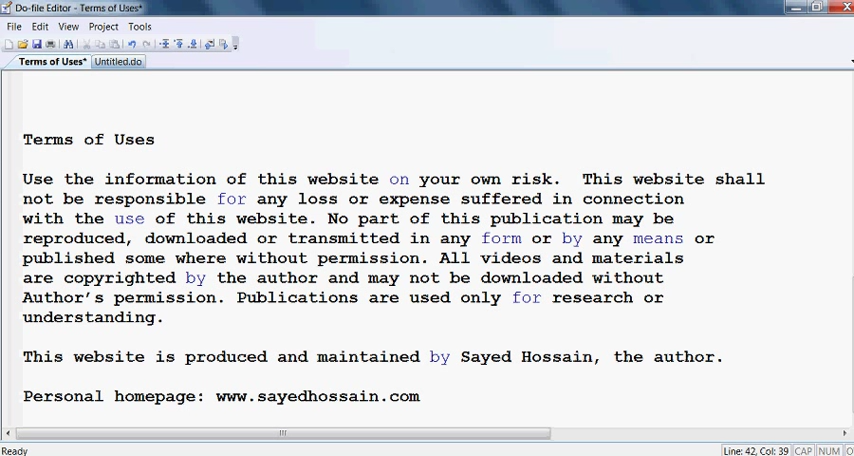 Do-file Editor - Terms of Uses*
File Edit View Project Tools
Terms of Uses* Untitled.do
Terms of Uses
Use the information of this website on your own risk.  This website shall
not be responsible for any loss or expense suffered in connection
with the use of this website. No part of this publication may be
reproduced, downloaded or transmitted in any form or by any means or
published some where without permission. All videos and materials
are copyrighted by the author and may not be downloaded without
Author's permission. Publications are used only for research or
understanding.
This website is produced and maintained by Sayed Hossain, the author.
Personal homepage: www.sayedhossain.com
Ready Line: 42, Col: 39 CAP NUM O